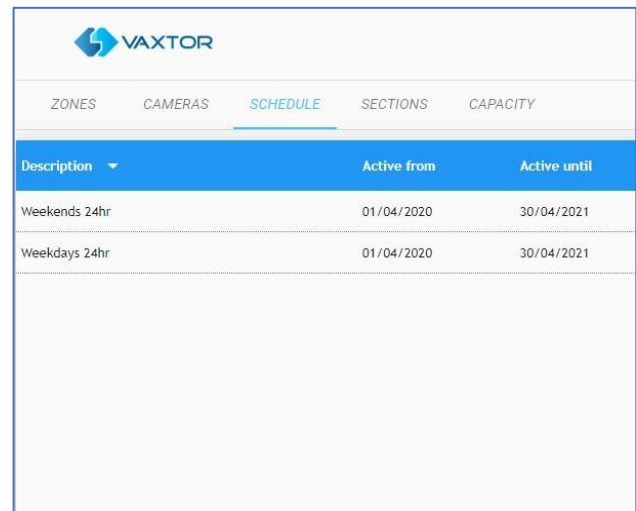 VAXTOR
ZONES CAMERAS SCHEDULE SECTIONS CAPACITY
Description Active from Active until
Weekends 24hr 01/04/2020 30/04/2021
Weekdays 24hr 01/04/2020 30/04/2021